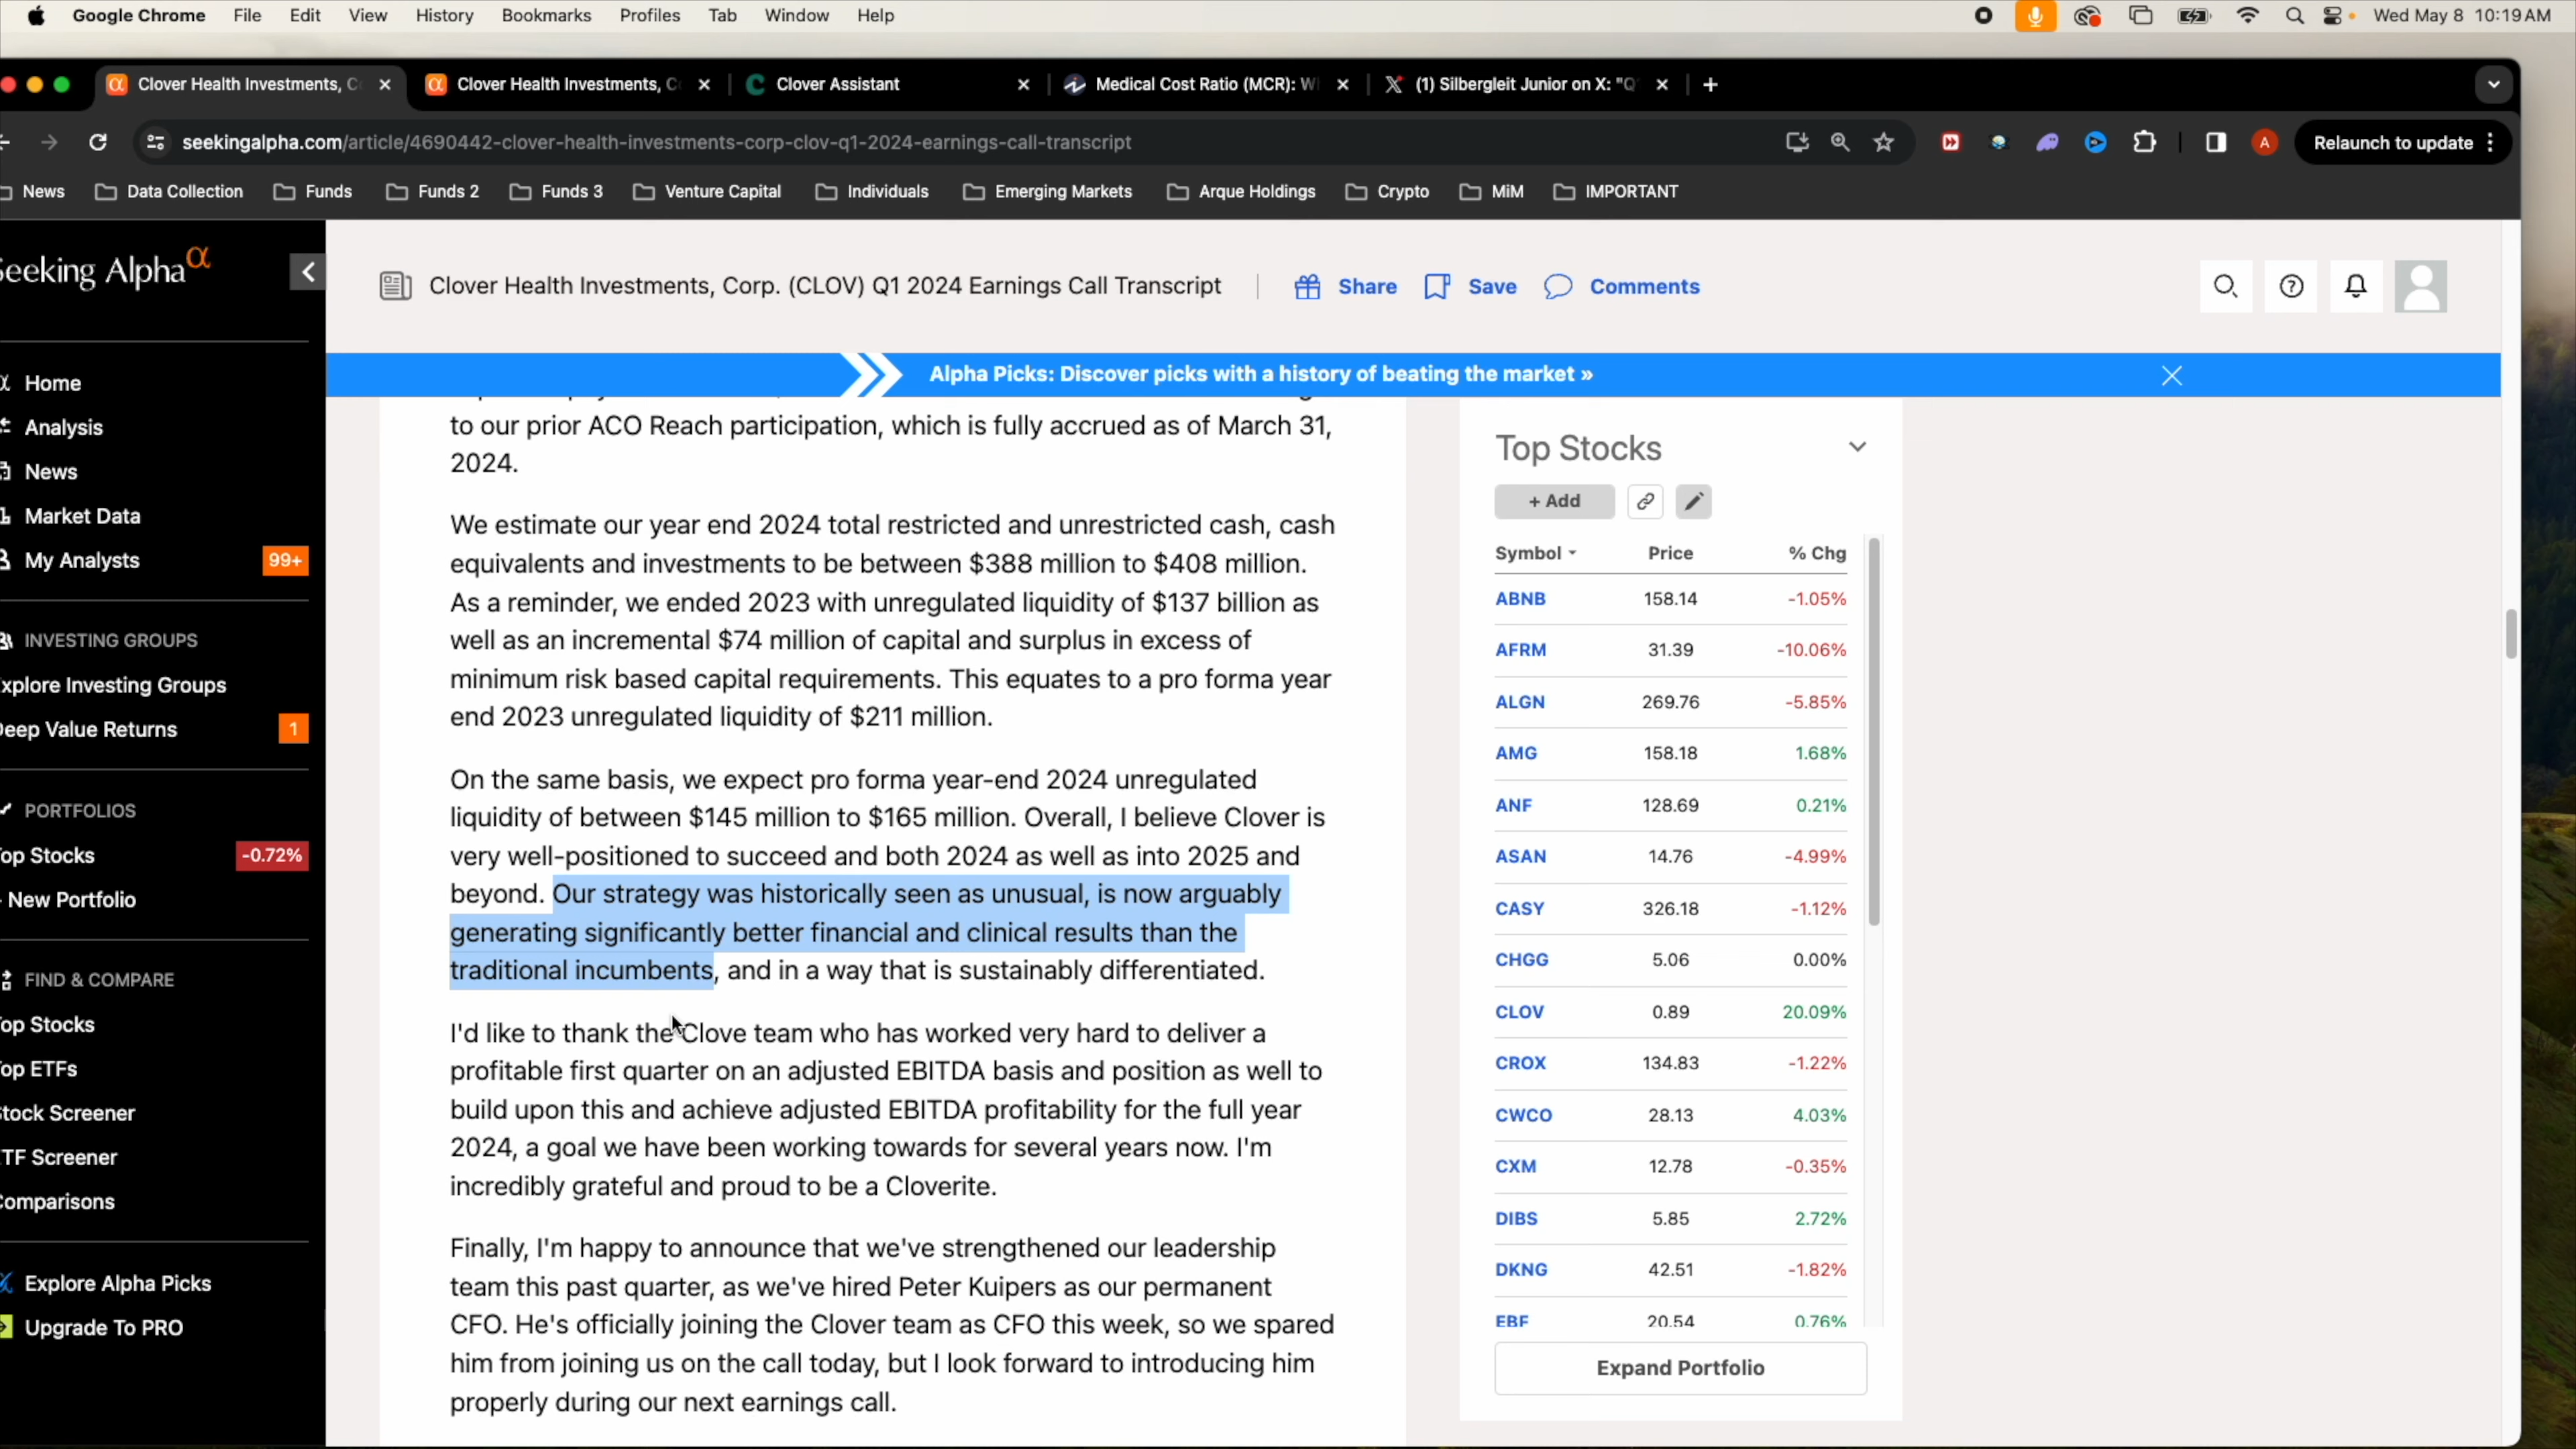 Google Chrome File Edit View History Bookmarks Profiles Tab Window Help Wed May 8 10:19 AM
Clover Health Investments, C Clover Health Investments, C Clover Assistant Medical Cost Ratio (MCR): W (1) Silbergleit Junior on X: "Q
seekingalpha.com/article/4690442-clover-health-investments-corp-clov-q1-2024-earnings-call-transcript A Relaunch to update
News Data Collection Funds Funds 2 Funds 3 Venture Capital Individuals Emerging Markets Arque Holdings Crypto MiM IMPORTANT
Seeking Alpha α
Home
Analysis
News
Market Data
My Analysts 99+
INVESTING GROUPS
Explore Investing Groups
Deep Value Returns 1
PORTFOLIOS
Top Stocks -0.72%
New Portfolio
FIND & COMPARE
Top Stocks
Top ETFs
Stock Screener
ETF Screener
Comparisons
Explore Alpha Picks
Upgrade To PRO
Clover Health Investments, Corp. (CLOV) Q1 2024 Earnings Call Transcript Share Save Comments
Alpha Picks: Discover picks with a history of beating the market »
to our prior ACO Reach participation, which is fully accrued as of March 31,
2024.
We estimate our year end 2024 total restricted and unrestricted cash, cash
equivalents and investments to be between $388 million to $408 million.
As a reminder, we ended 2023 with unregulated liquidity of $137 billion as
well as an incremental $74 million of capital and surplus in excess of
minimum risk based capital requirements. This equates to a pro forma year
end 2023 unregulated liquidity of $211 million.
On the same basis, we expect pro forma year-end 2024 unregulated
liquidity of between $145 million to $165 million. Overall, I believe Clover is
very well-positioned to succeed and both 2024 as well as into 2025 and
beyond. Our strategy was historically seen as unusual, is now arguably
generating significantly better financial and clinical results than the
traditional incumbents, and in a way that is sustainably differentiated.
I'd like to thank the Clove team who has worked very hard to deliver a
profitable first quarter on an adjusted EBITDA basis and position as well to
build upon this and achieve adjusted EBITDA profitability for the full year
2024, a goal we have been working towards for several years now. I'm
incredibly grateful and proud to be a Cloverite.
Finally, I'm happy to announce that we've strengthened our leadership
team this past quarter, as we've hired Peter Kuipers as our permanent
CFO. He's officially joining the Clover team as CFO this week, so we spared
him from joining us on the call today, but I look forward to introducing him
properly during our next earnings call.
Top Stocks
+ Add
Symbol Price % Chg
ABNB 158.14 -1.05%
AFRM 31.39 -10.06%
ALGN 269.76 -5.85%
AMG 158.18 1.68%
ANF 128.69 0.21%
ASAN 14.76 -4.99%
CASY 326.18 -1.12%
CHGG 5.06 0.00%
CLOV 0.89 20.09%
CROX 134.83 -1.22%
CWCO 28.13 4.03%
CXM 12.78 -0.35%
DIBS 5.85 2.72%
DKNG 42.51 -1.82%
EBF 20.54 0.76%
Expand Portfolio